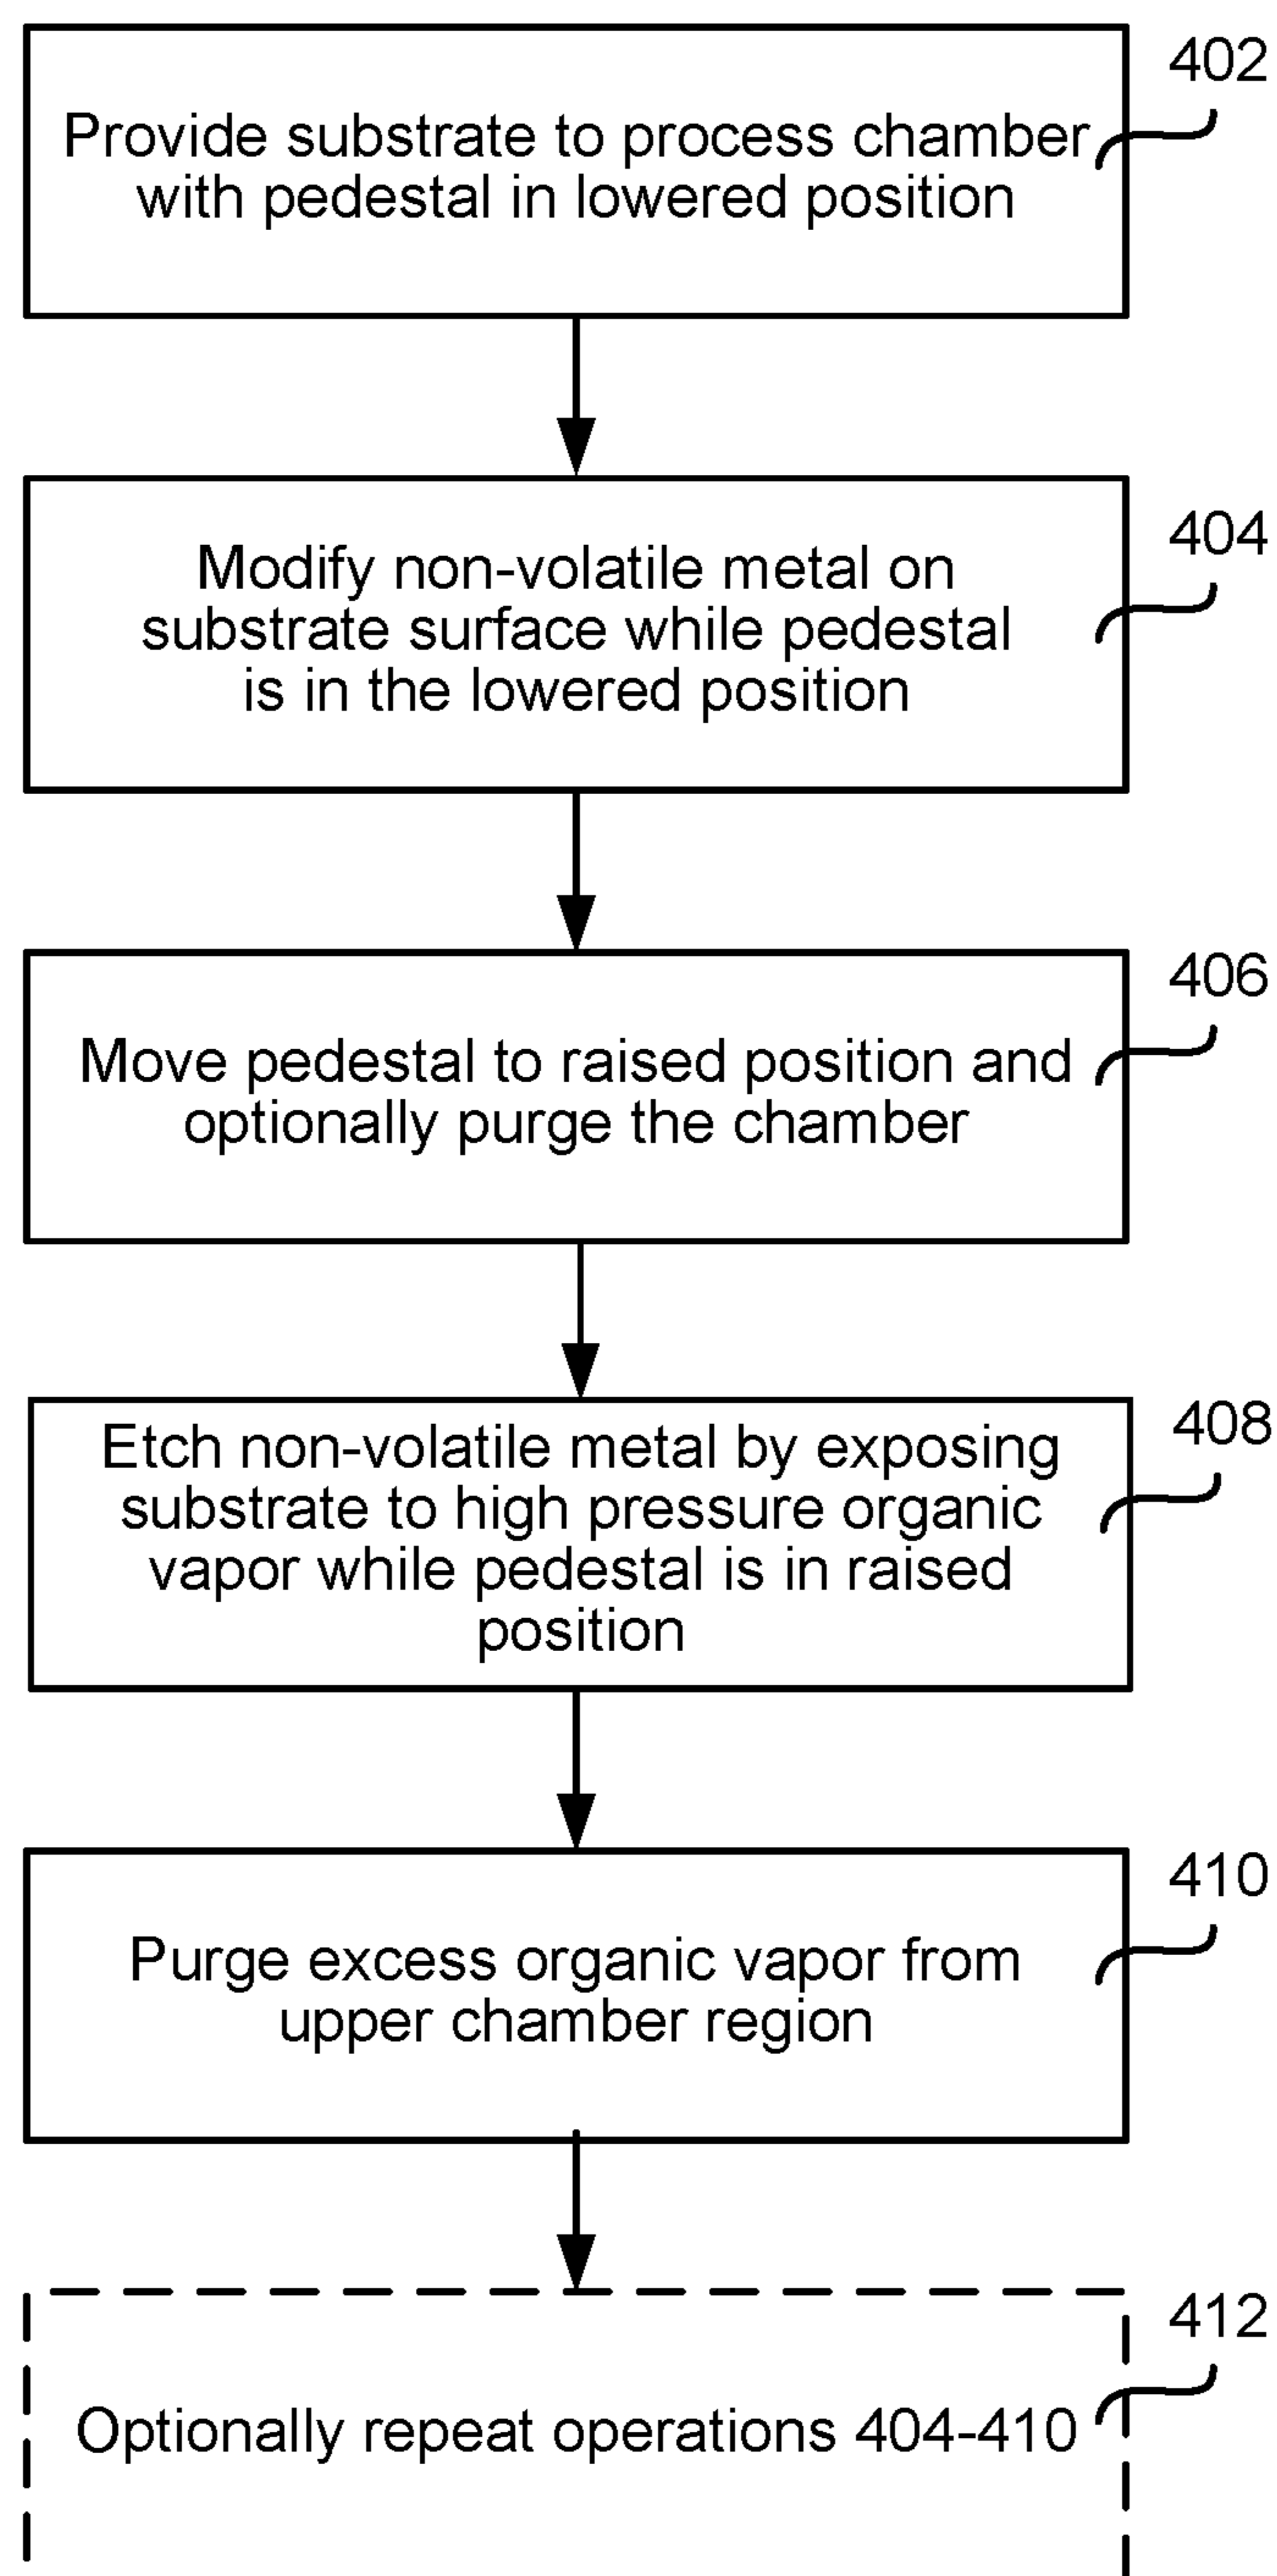 402
Provide substrate to process chamber
with pedestal in lowered position
404
Modify non-volatile metal on
substrate surface while pedestal
is in the lowered position
406
Move pedestal to raised position and
optionally purge the chamber
408
Etch non-volatile metal by exposing
substrate to high pressure organic
vapor while pedestal is in raised
position
410
Purge excess organic vapor from
upper chamber region
412
Optionally repeat operations 404-410